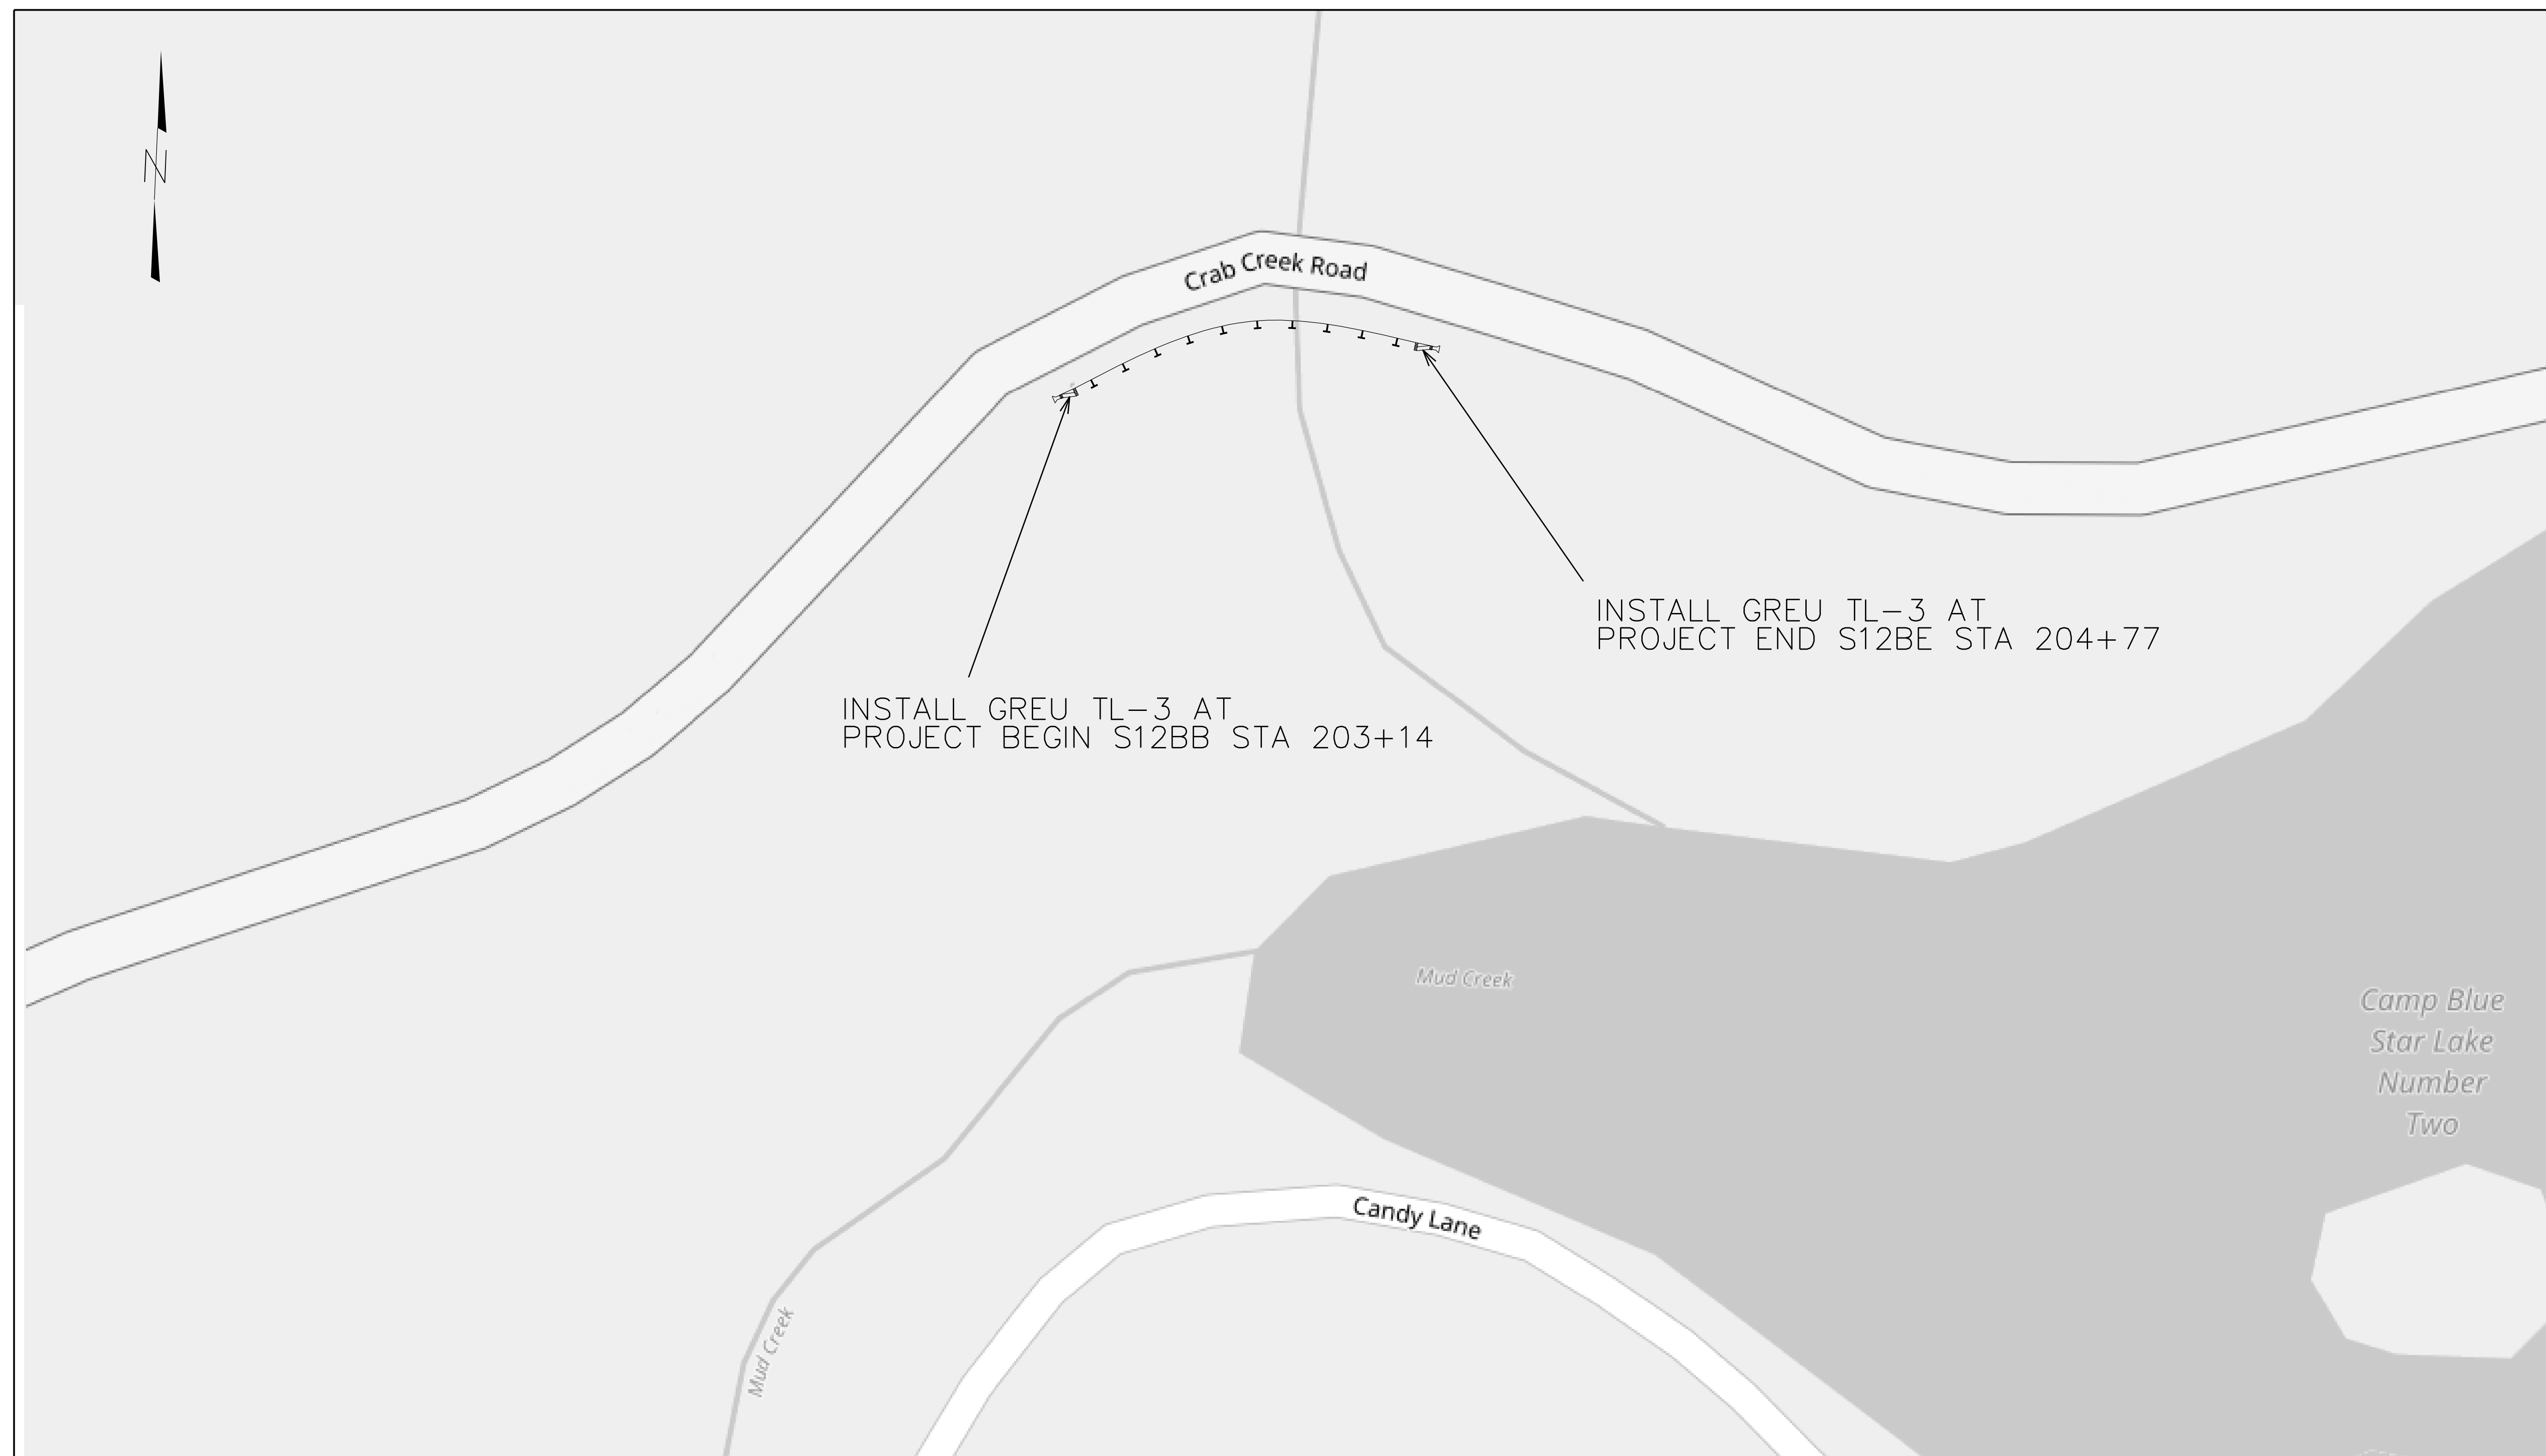 N
Crab Creek Road
INSTALL GREU TL-3 AT
PROJECT END S12BE STA 204+77
INSTALL GREU TL-3 AT
PROJECT BEGIN S12BB STA 203+14
Mud Creek
Camp Blue
Star Lake
Number
Two
Candy Lane
Mud Creek